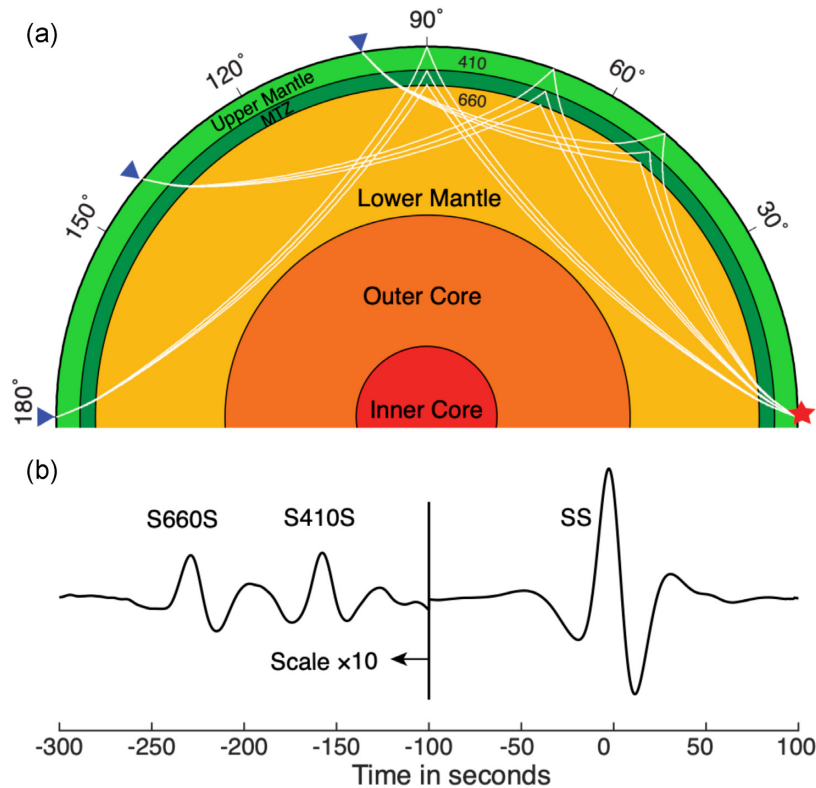 (a)
90°
120°
60°
410
Upper Mantle
MTZ
660
Lower Mantle
150°
30°
Outer Core
180°
Inner Core
(b)
S660S
S410S
SS
Scale ×10
-300
-250
-200
-150
-100
-50
0
50
100
Time in seconds